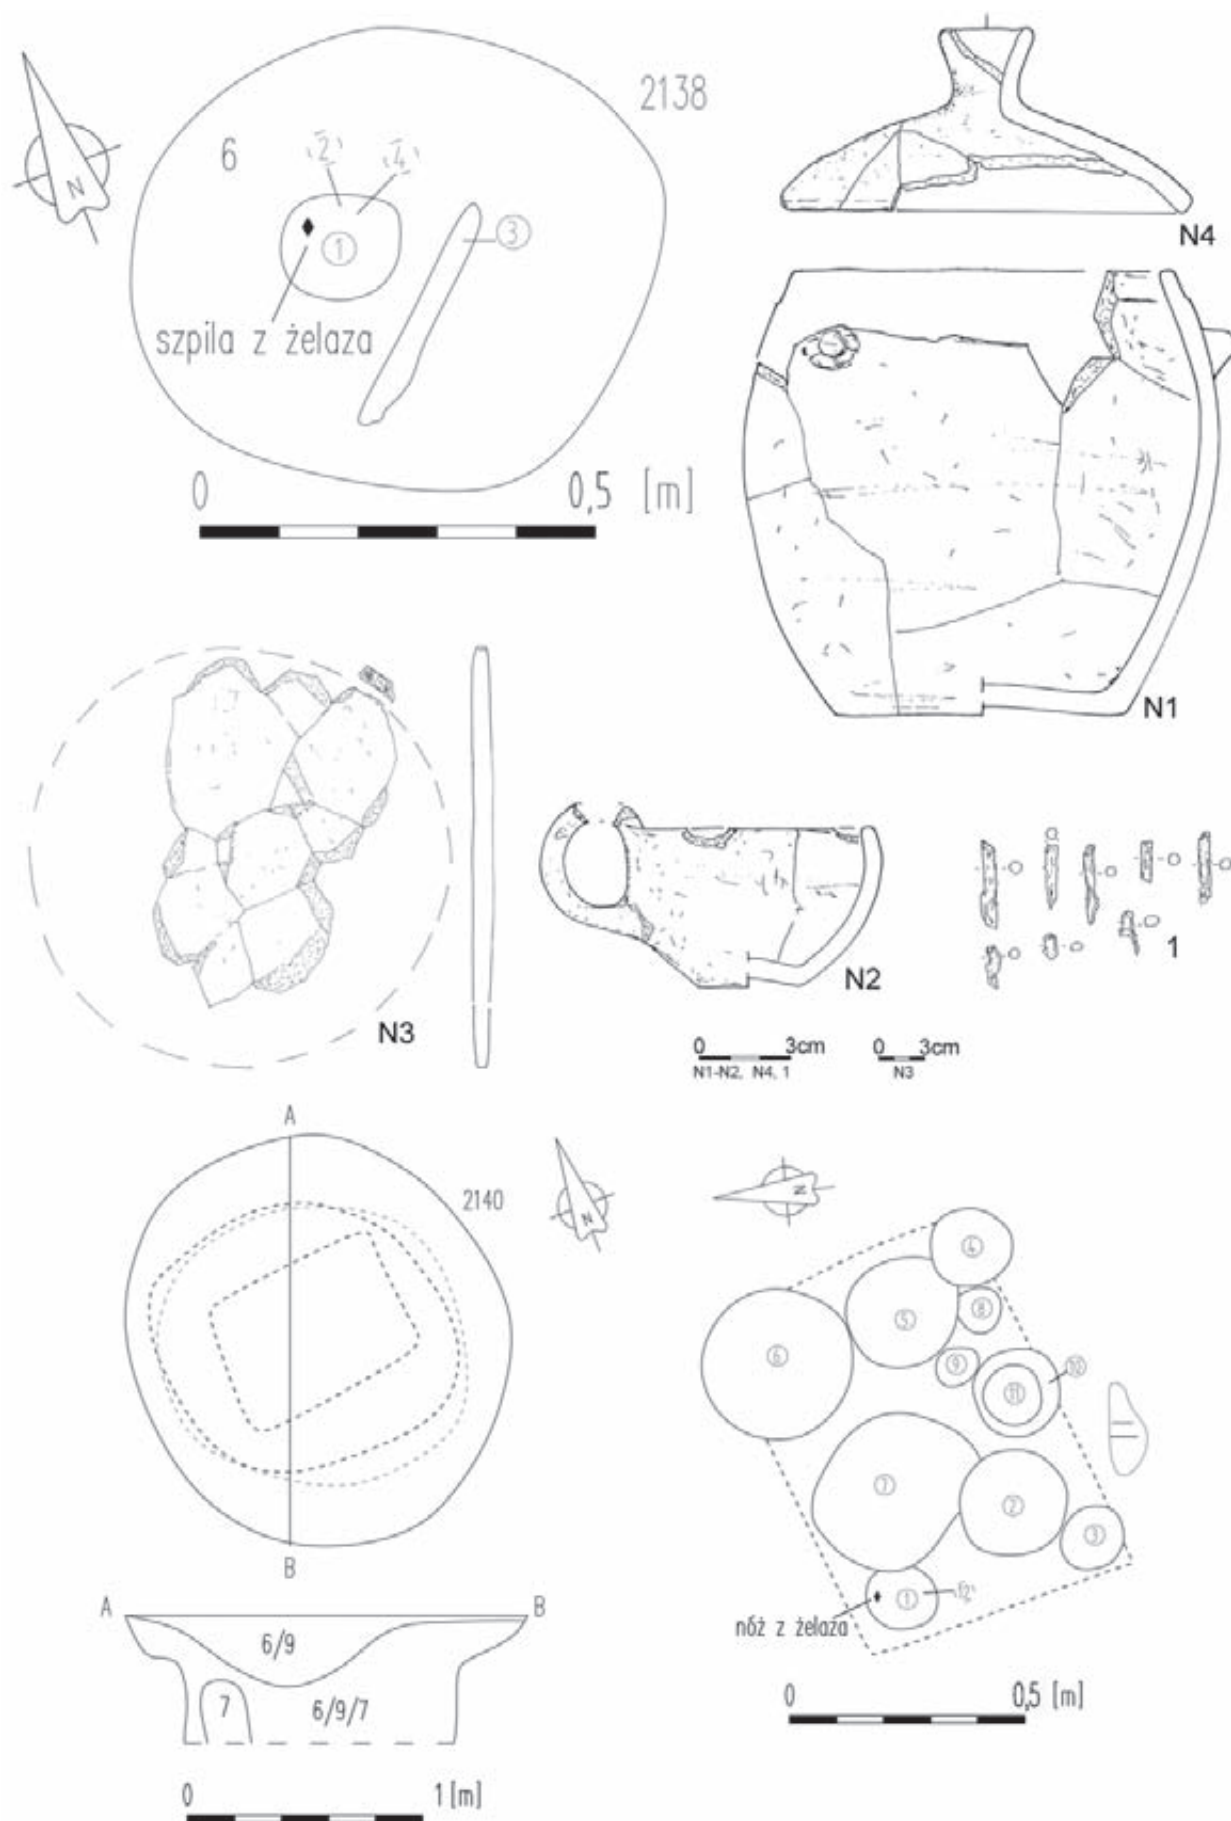 2138
6
(2)
(4)
N
1
3
szpila z żelaza
0 0,5 [m]
N4
N1
N3
N2
1
0 3cm
N1-N2, N4, 1
0 3cm
N3
A
2140
N
B
A B
6/9
7
6/9/7
0 1 [m]
N
4
5
8
6
9
10
11
7
2
3
1
(12)
nóż z żelaza
0 0,5 [m]